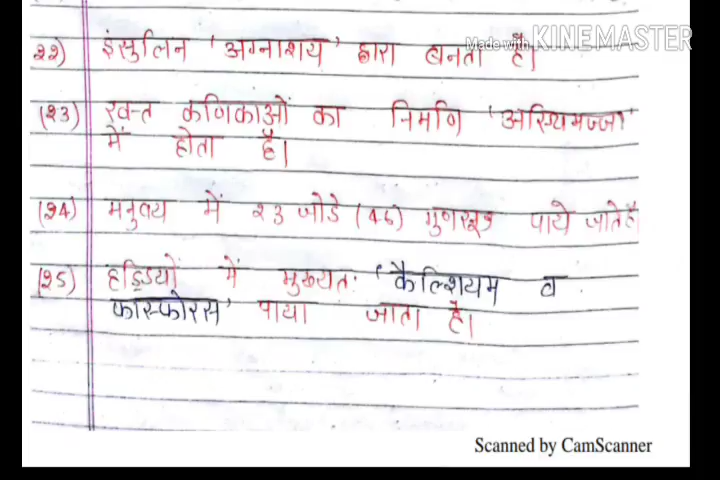 Made with KINEMASTER
२२) इंसुलिन 'अग्नाशय' द्वारा बनता है।
(२३) रक्त कणिकाओं का निर्माण 'अस्थिमज्जा'
में होता है।
(२४) मनुष्य में २३ जोडे (46) गुणसूत्र पाये जाते है
(२५) हड्डियों में मुख्यतः 'कैल्शियम व
फास्फोरस' पाया जाता है।
Scanned by CamScanner